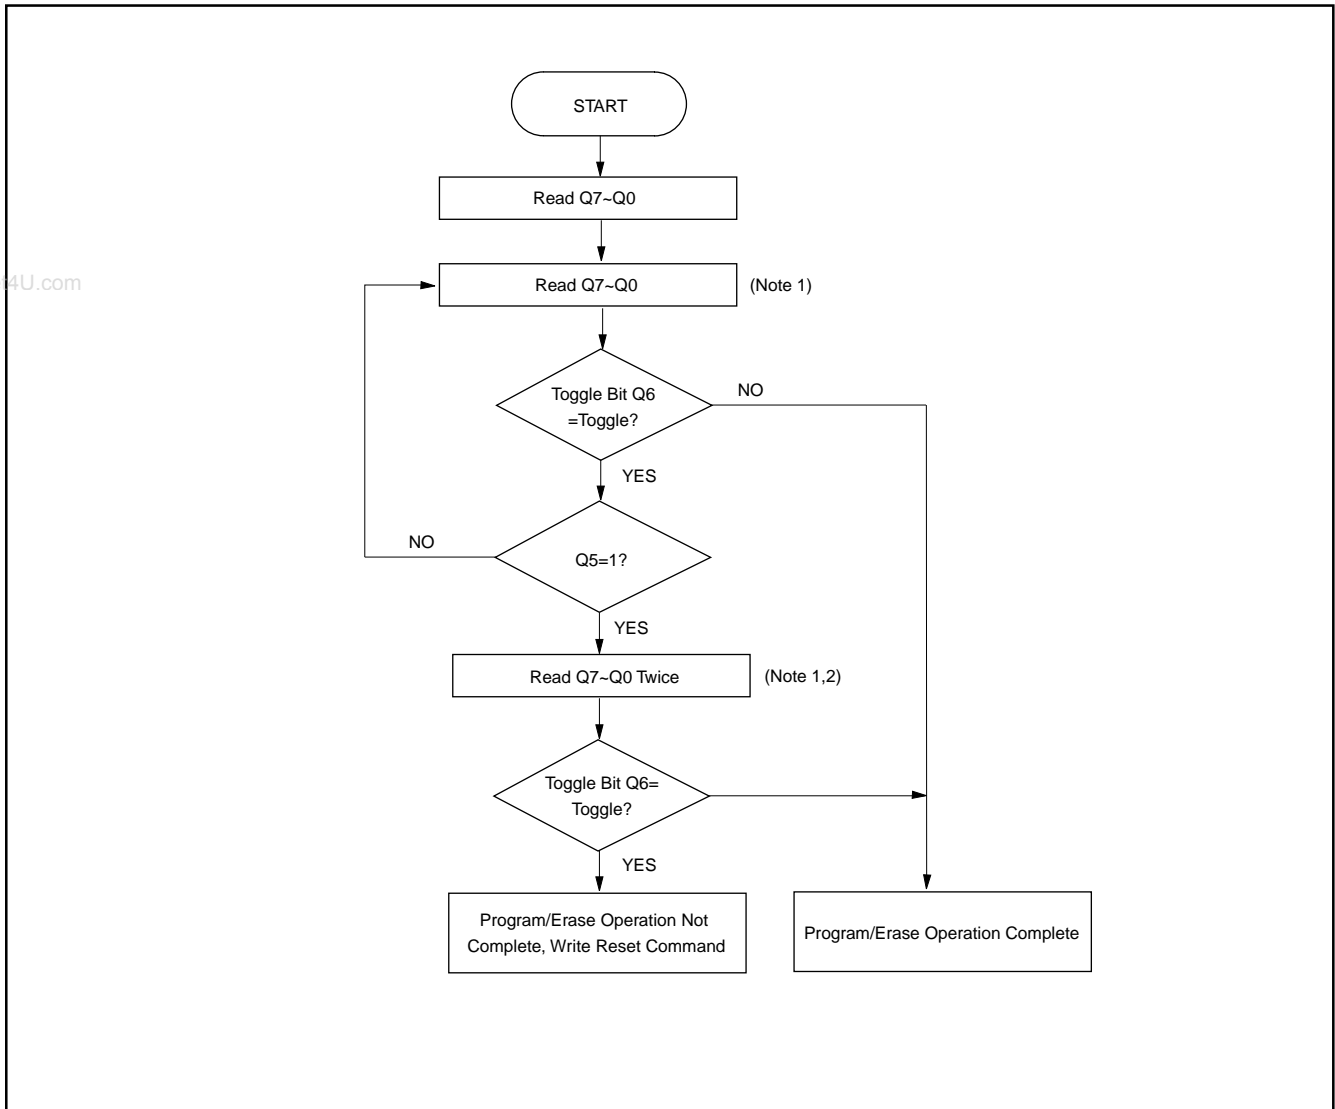 START
Read Q7~Q0
t4U.com
Read Q7~Q0
(Note 1)
Toggle Bit Q6
=Toggle?
NO
YES
NO
Q5=1?
YES
Read Q7~Q0 Twice
(Note 1,2)
Toggle Bit Q6=
Toggle?
YES
Program/Erase Operation Not
Complete, Write Reset Command
Program/Erase Operation Complete